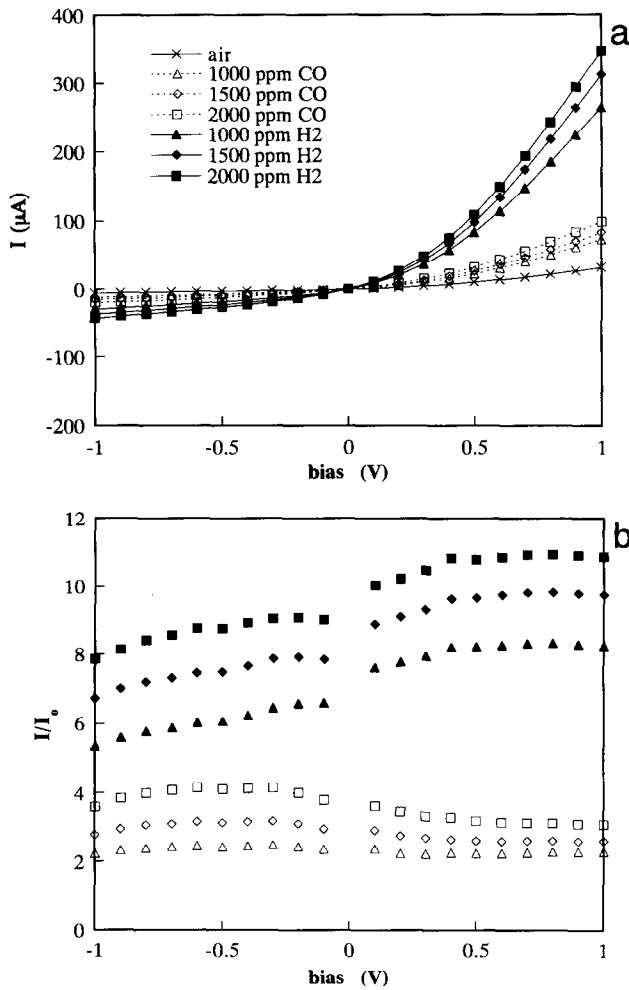 a
400
300
200
100
0
-100
-200
I (µA)
air
1000 ppm CO
1500 ppm CO
2000 ppm CO
1000 ppm H2
1500 ppm H2
2000 ppm H2
-1
-0.5
0
0.5
1
bias (V)
b
12
10
8
6
4
2
0
I/Io
-1
-0.5
0
0.5
1
bias (V)